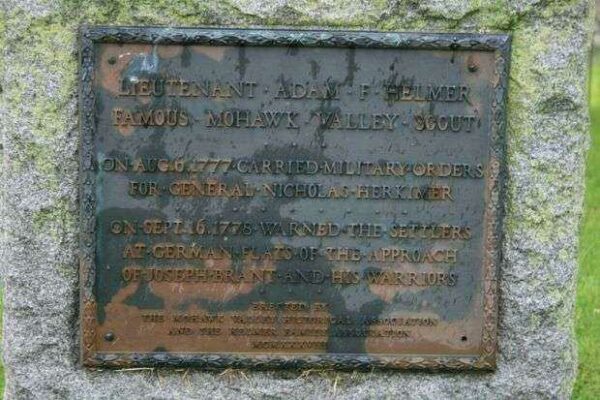 LIEUTENANT · ADAM · F · HELMER
FAMOUS · MOHAWK VALLEY · SCOUT
ON · AUG. 6, 1777 · CARRIED · MILITARY · ORDERS
FOR · GENERAL · NICHOLAS · HERKIMER
ON · SEPT. 16, 1778 · WARNED · THE · SETTLERS
AT · GERMAN · FLATS · OF · THE · APPROACH
OF · JOSEPH · BRANT · AND · HIS · WARRIORS
ERECTED BY
THE MOHAWK VALLEY HISTORICAL ASSOCIATION
AND THE HELMER FAMILY ASSOCIATION